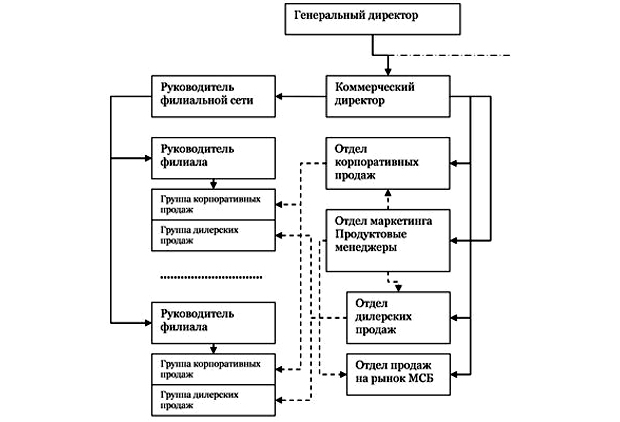 Генеральный директор
Руководитель
филиальной сети
Коммерческий
директор
Руководитель
филиала
Отдел
корпоративных
продаж
Группа корпоративных
продаж
Группа дилерских
продаж
Отдел маркетинга
Продуктовые
менеджеры
Руководитель
филиала
Отдел
дилерских
продаж
Группа корпоративных
продаж
Группа дилерских
продаж
Отдел продаж
на рынок МСБ